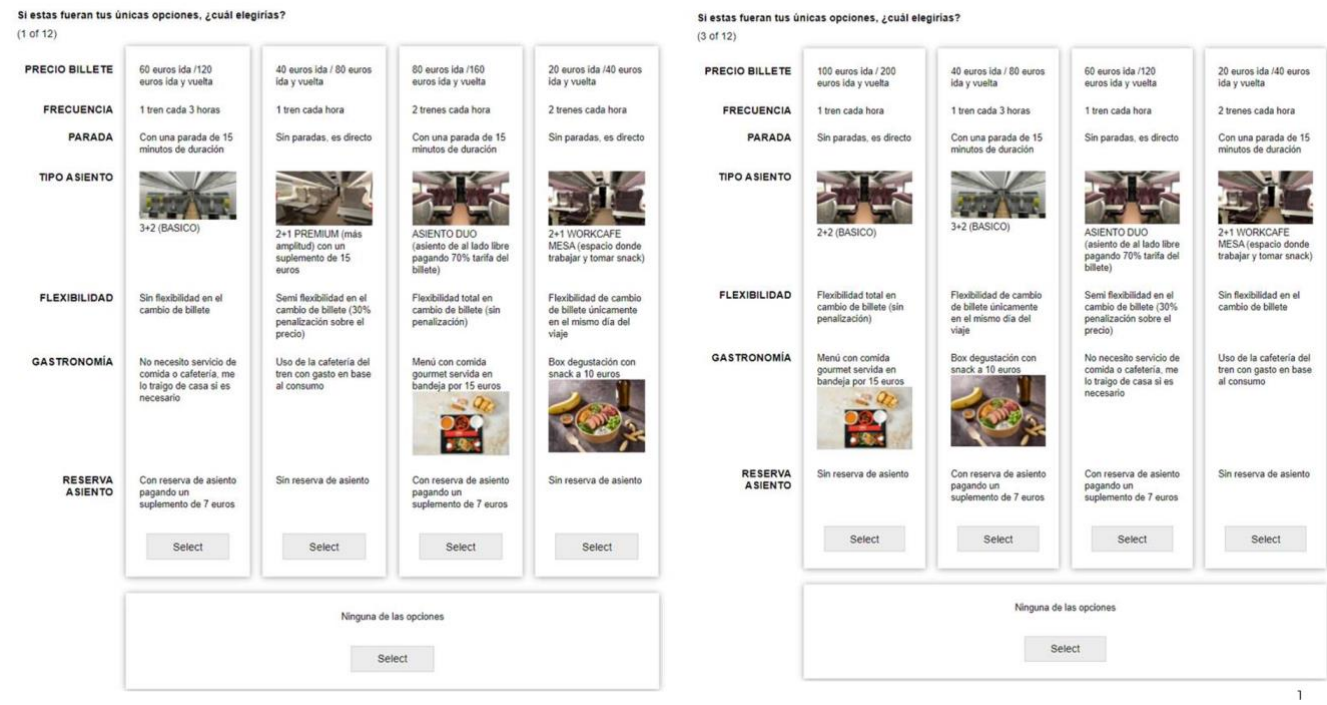 Si estas fueran tus únicas opciones, ¿cuál elegirías?
(1 of 12)
PRECIO BILLETE
60 euros ida /120
euros ida y vuelta
40 euros ida / 80 euros
ida y vuelta
80 euros ida /160
euros ida y vuelta
20 euros ida /40 euros
ida y vuelta
FRECUENCIA
1 tren cada 3 horas
1 tren cada hora
2 trenes cada hora
2 trenes cada hora
PARADA
Con una parada de 15
minutos de duración
Sin paradas, es directo
Con una parada de 15
minutos de duración
Sin paradas, es directo
TIPO ASIENTO
3+2 (BASICO)
2+1 PREMIUM (más
amplitud) con un
suplemento de 15
euros
ASIENTO DUO
(asiento de al lado libre
pagando 70% tarifa del
billete)
2+1 WORKCAFE
MESA (espacio donde
trabajar y tomar snack)
FLEXIBILIDAD
Sin flexibilidad en el
cambio de billete
Semi flexibilidad en el
cambio de billete (30%
penalización sobre el
precio)
Flexibilidad total en
cambio de billete (sin
penalización)
Flexibilidad de cambio
de billete únicamente
en el mismo día del
viaje
GASTRONOMÍA
No necesito servicio de
comida o cafetería, me
lo traigo de casa si es
necesario
Uso de la cafetería del
tren con gasto en base
al consumo
Menú con comida
gourmet servida en
bandeja por 15 euros
Box degustación con
snack a 10 euros
RESERVA
ASIENTO
Con reserva de asiento
pagando un
suplemento de 7 euros
Sin reserva de asiento
Con reserva de asiento
pagando un
suplemento de 7 euros
Sin reserva de asiento
Select
Select
Select
Select
Ninguna de las opciones
Select
Si estas fueran tus únicas opciones, ¿cuál elegirías?
(3 of 12)
PRECIO BILLETE
100 euros ida / 200
euros ida y vuelta
40 euros ida / 80 euros
ida y vuelta
60 euros ida /120
euros ida y vuelta
20 euros ida /40 euros
ida y vuelta
FRECUENCIA
1 tren cada hora
1 tren cada 3 horas
1 tren cada hora
2 trenes cada hora
PARADA
Sin paradas, es directo
Con una parada de 15
minutos de duración
Sin paradas, es directo
Con una parada de 15
minutos de duración
TIPO ASIENTO
2+2 (BASICO)
3+2 (BASICO)
ASIENTO DUO
(asiento de al lado libre
pagando 70% tarifa del
billete)
2+1 WORKCAFE
MESA (espacio donde
trabajar y tomar snack)
FLEXIBILIDAD
Flexibilidad total en
cambio de billete (sin
penalización)
Flexibilidad de cambio
de billete únicamente
en el mismo día del
viaje
Semi flexibilidad en el
cambio de billete (30%
penalización sobre el
precio)
Sin flexibilidad en el
cambio de billete
GASTRONOMÍA
Menú con comida
gourmet servida en
bandeja por 15 euros
Box degustación con
snack a 10 euros
No necesito servicio de
comida o cafetería, me
lo traigo de casa si es
necesario
Uso de la cafetería del
tren con gasto en base
al consumo
RESERVA
ASIENTO
Sin reserva de asiento
Con reserva de asiento
pagando un
suplemento de 7 euros
Con reserva de asiento
pagando un
suplemento de 7 euros
Sin reserva de asiento
Select
Select
Select
Select
Ninguna de las opciones
Select
1